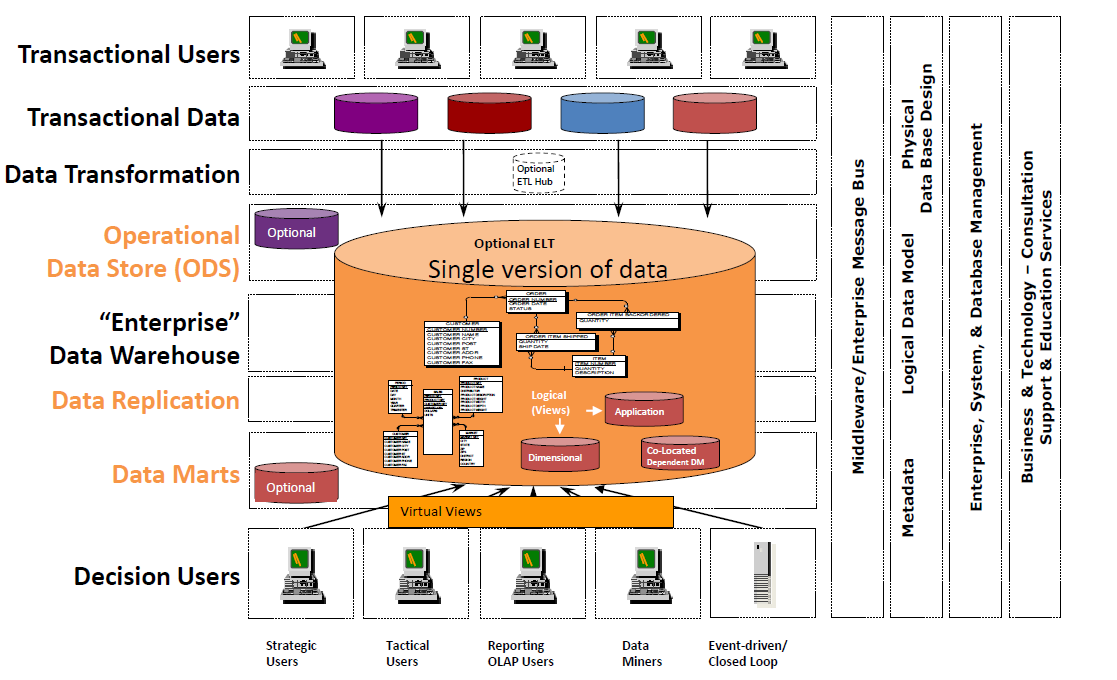 Transactional Users
Transactional Data
Data Transformation
Optional
ETL Hub
Operational
Data Store (ODS)
Optional
Optional ELT
Single version of data
“Enterprise”
Data Warehouse
ORDER
ORDER NUMBER
ORDER DATE
STATUS
CUSTOMER
CUSTOMER NUMBER
CUSTOMER NAME
CUSTOMER CITY
CUSTOMER POST
CUSTOMER ST
CUSTOMER ADDR
CUSTOMER PHONE
CUSTOMER FAX
ORDER ITEM BACKORDERED
QUANTITY
ORDER ITEM SHIPPED
QUANTITY
SHIP DATE
ITEM
ITEM NUMBER
QUANTITY
DESCRIPTION
Data Replication
PRODUCT
Logical
(Views)
Application
Dimensional
Co-Located
Dependent DM
Data Marts
Optional
Virtual Views
Decision Users
Strategic
Users
Tactical
Users
Reporting
OLAP Users
Data
Miners
Event-driven/
Closed Loop
Middleware/Enterprise Message Bus
Metadata
Logical Data Model
Physical
Data Base Design
Enterprise, System, & Database Management
Business & Technology – Consultation
Support & Education Services